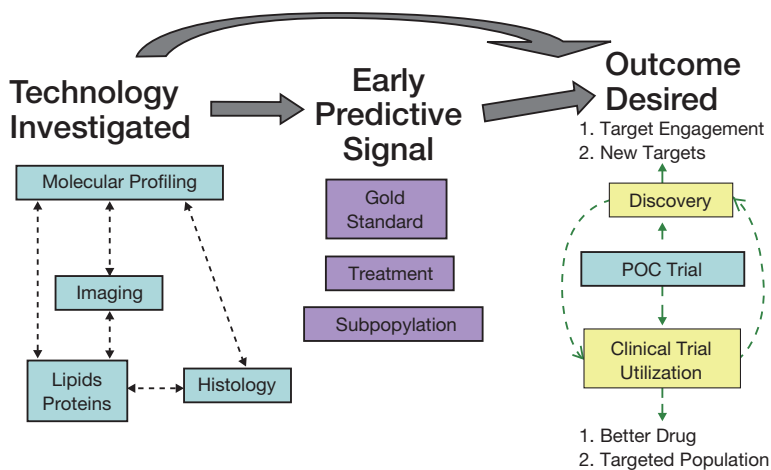 Technology
Investigated
Molecular Profiling
Imaging
Lipids
Proteins
Histology
Early
Predictive
Signal
Gold
Standard
Treatment
Subpopylation
Outcome
Desired
1. Target Engagement
2. New Targets
Discovery
POC Trial
Clinical Trial
Utilization
1. Better Drug
2. Targeted Population